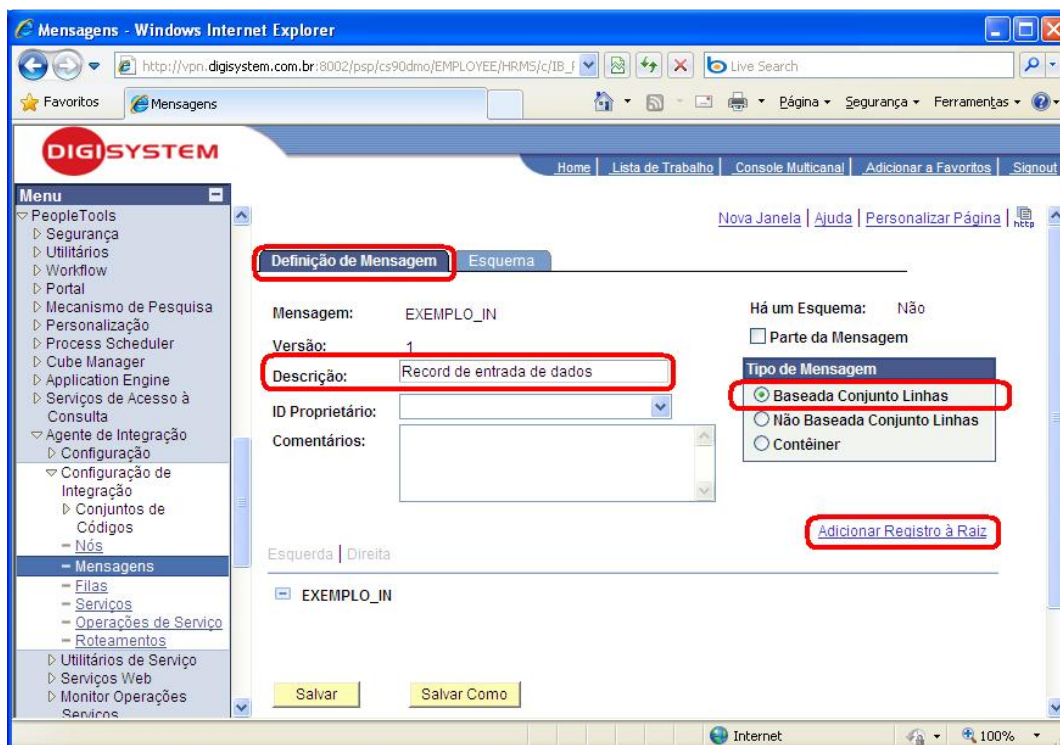 Mensagens - Windows Internet Explorer
http://vpn.digisystem.com.br:8002/psp/cs90dmo/EMPLOYEE/HRMS/c/IB_
Live Search
Favoritos
Mensagens
Página
Segurança
Ferramentas
DIGISYSTEM
Home | Lista de Trabalho | Console Multicanal | Adicionar a Favoritos | Signout
Menu
PeopleTools
Segurança
Utilitários
Workflow
Portal
Mecanismo de Pesquisa
Personalização
Process Scheduler
Cube Manager
Application Engine
Serviços de Acesso à
Consulta
Agente de Integração
Configuração
Configuração de
Integração
Conjuntos de
Códigos
Nós
Mensagens
Filas
Serviços
Operações de Serviço
Roteamentos
Utilitários de Serviço
Serviços Web
Monitor Operações
Serviços
Nova Janela | Ajuda | Personalizar Página | http
Definição de Mensagem
Esquema
Mensagem: EXEMPLO_IN
Há um Esquema: Não
Versão: 1
Parte da Mensagem
Descrição: Record de entrada de dados
Tipo de Mensagem
Baseada Conjunto Linhas
ID Proprietário:
Não Baseada Conjunto Linhas
Comentários:
Contêiner
Adicionar Registro à Raiz
Esquerda | Direita
EXEMPLO_IN
Salvar
Salvar Como
Internet
100%